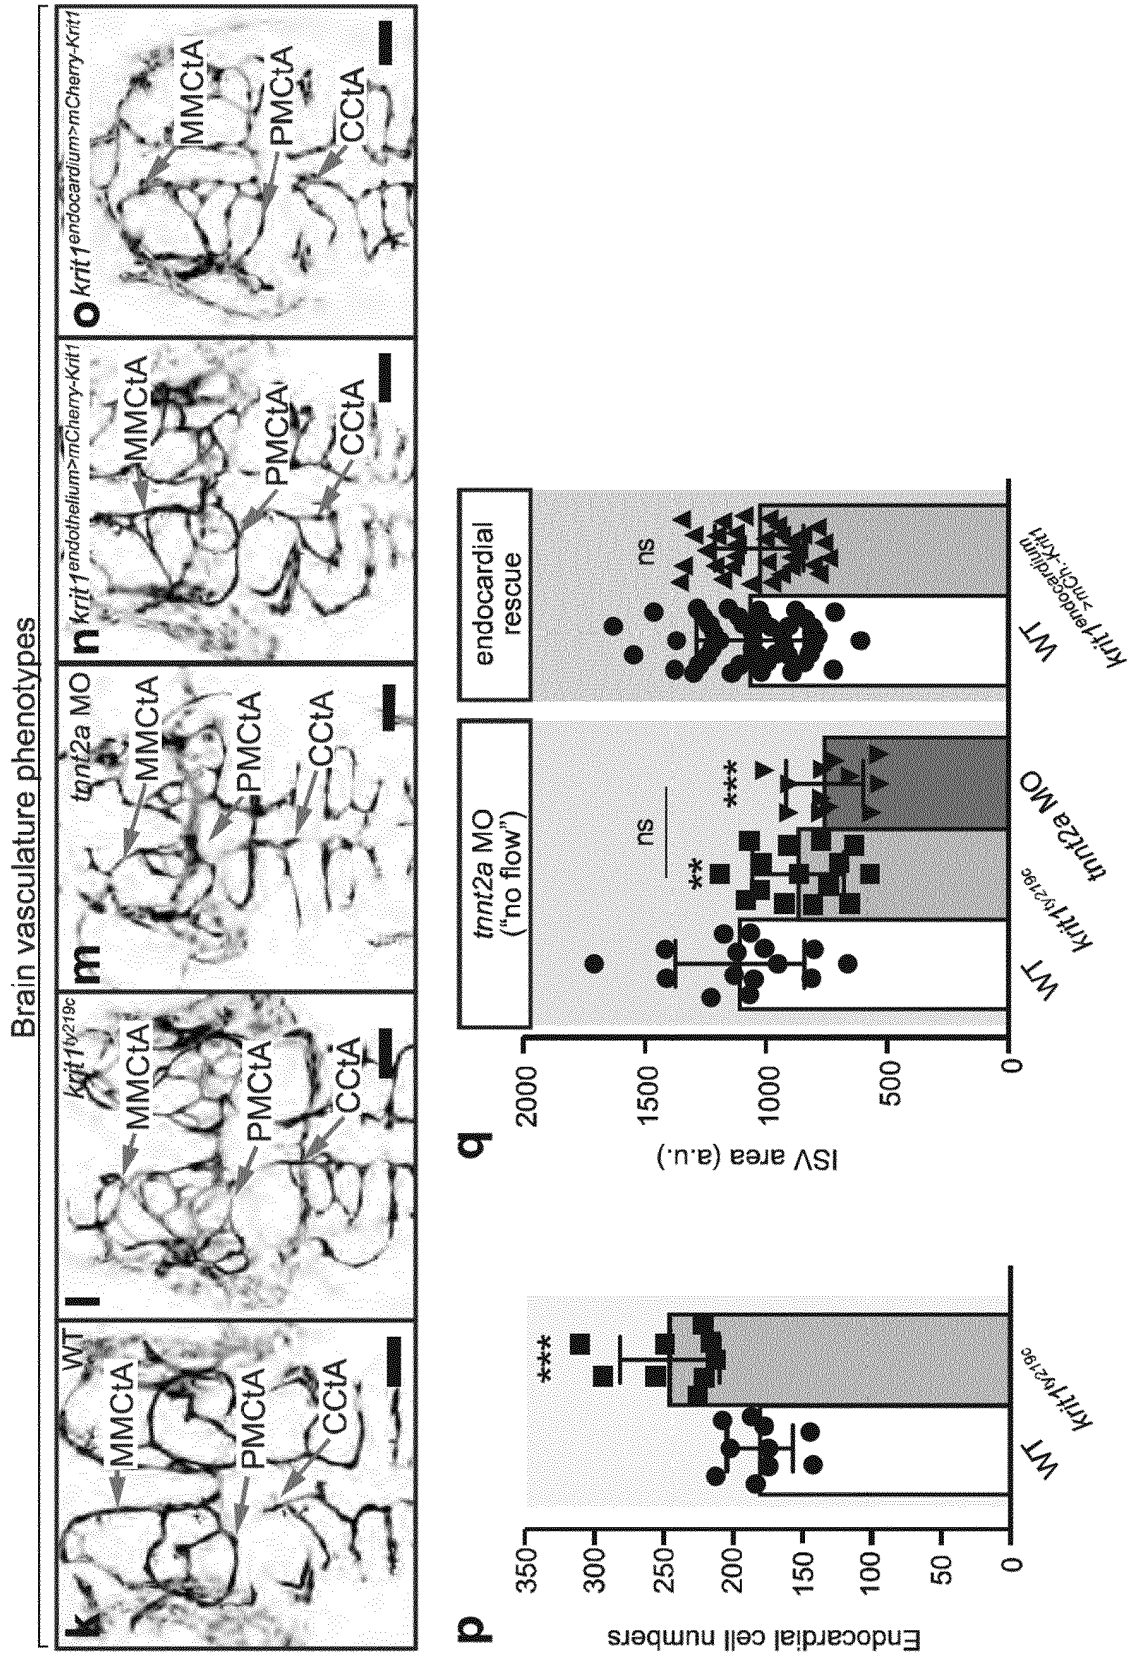 Brain vasculature phenotypes
k
WT
MMCtA
PMCtA
CCtA
l
krit1ty219c
MMCtA
PMCtA
CCtA
m
tnnt2a MO
MMCtA
PMCtA
CCtA
n
krit1endothelium>mCherry-Krit1
MMCtA
PMCtA
CCtA
o
krit1endocardium>mCherry-Krit1
MMCtA
PMCtA
CCtA
p
Endocardial cell numbers
350
300
250
200
150
100
50
0
***
WT
krit1ty219c
q
ISV area (a.u.)
2000
1500
1000
500
0
tnnt2a MO
("no flow")
ns
**
***
WT
krit1ty219c
tnnt2a MO
endocardial
rescue
ns
WT
krit1endocardium
>mCh.-Krit1